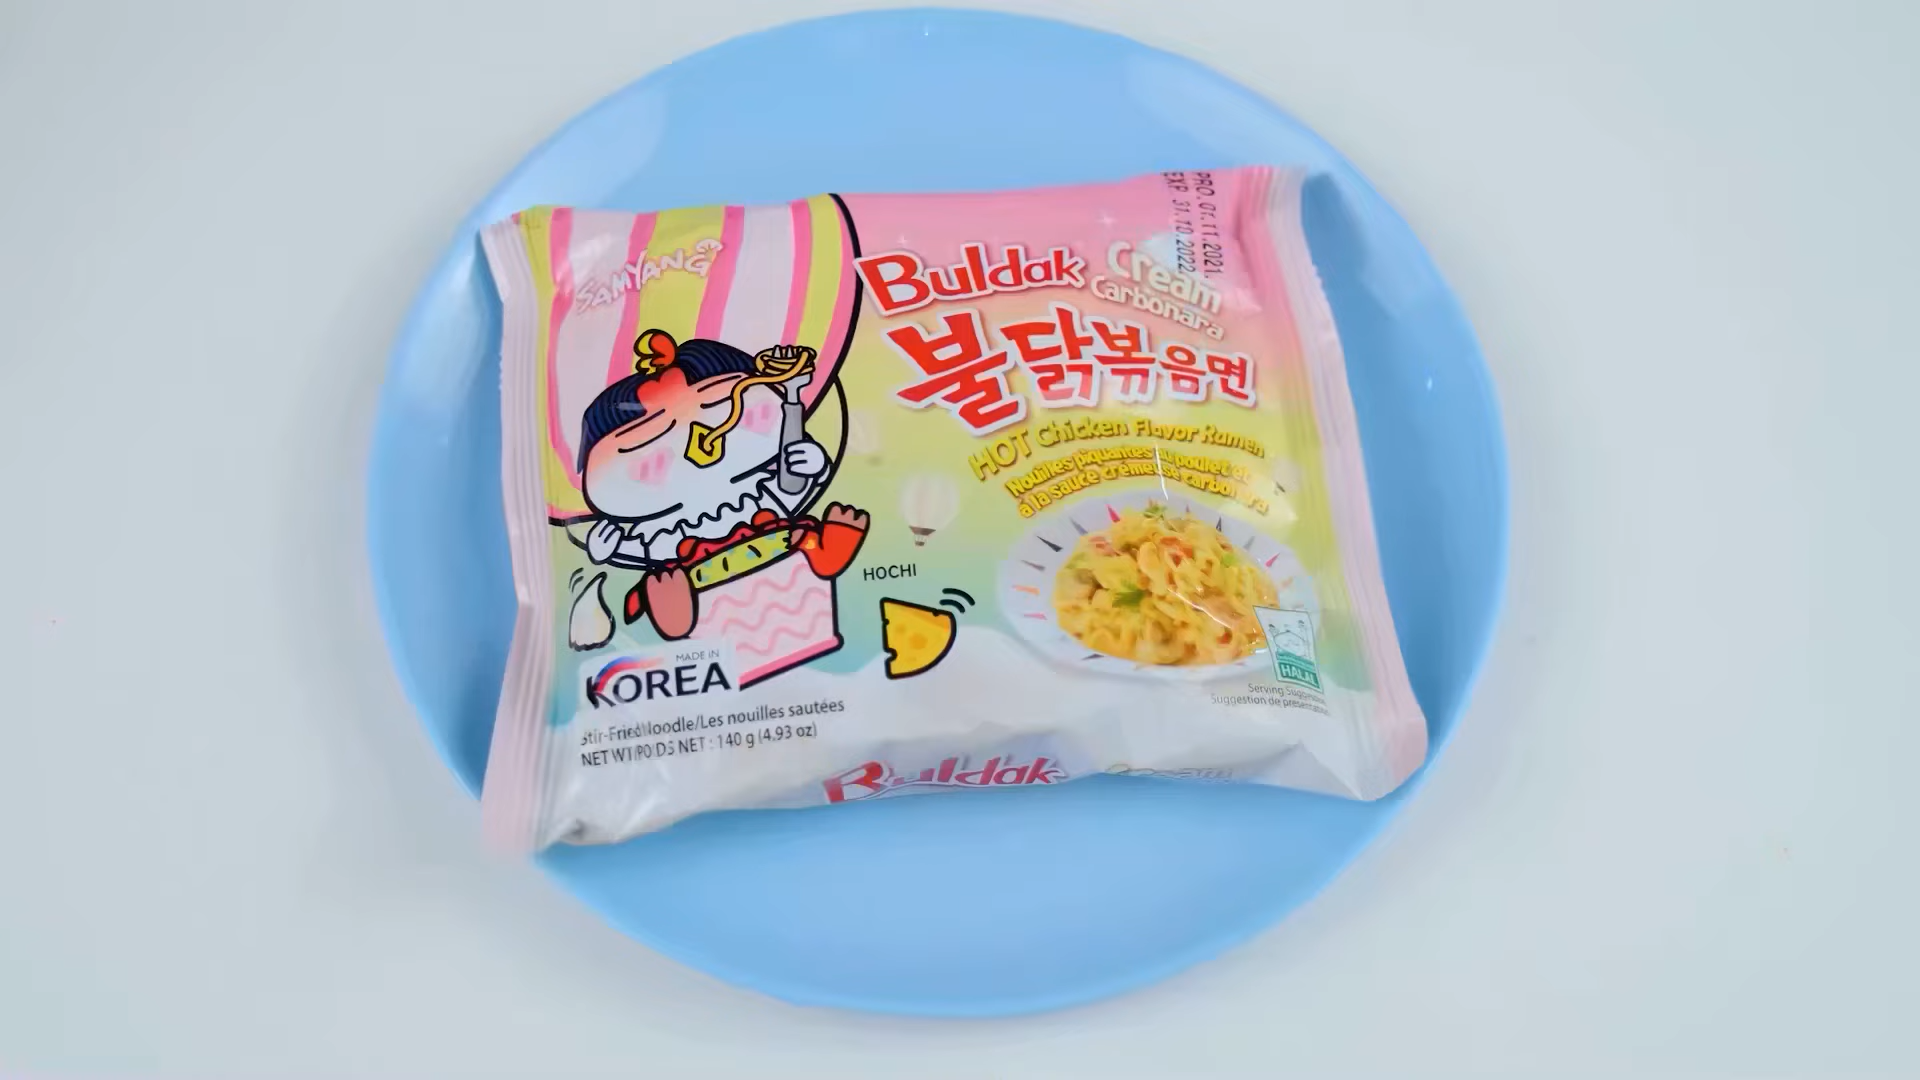 SAMYANG
PRO. 01.11.2021.
EXP 31.10.2022
Buldak
Cream
Carbonara
불닭볶음면
HOT Chicken Flavor Ramen
Nouilles piquantes au poulet et
à la sauce crémeuse carbonara
HOCHI
MADE IN
KOREA
HALAL
Serving
Suggestion de
Stir-Fried Noodle/Les nouilles sautées
NET WT/POIDS NET : 140 g (4.93 oz)
Buldak Cream